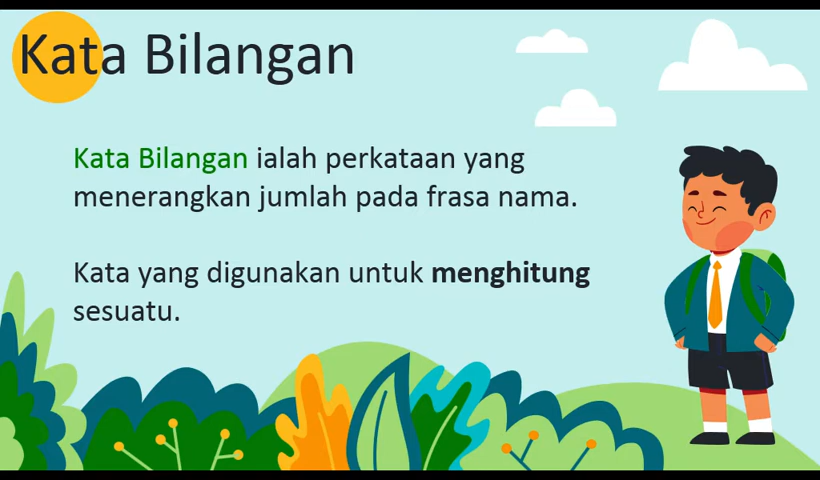 Kata Bilangan
Kata Bilangan ialah perkataan yang
menerangkan jumlah pada frasa nama.
Kata yang digunakan untuk menghitung
sesuatu.